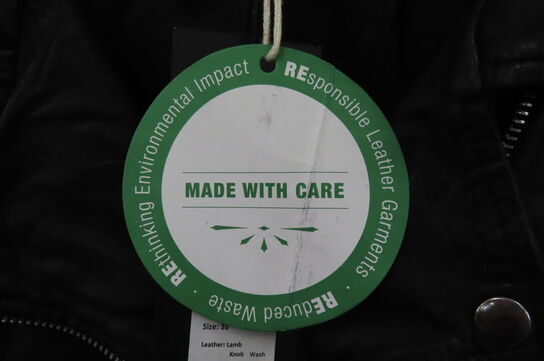 REthinking Environmental Impact · REsponsible Leather Garments · REduced Waste ·
MADE WITH CARE
Size: 36
Leather: Lamb
Knob Wash